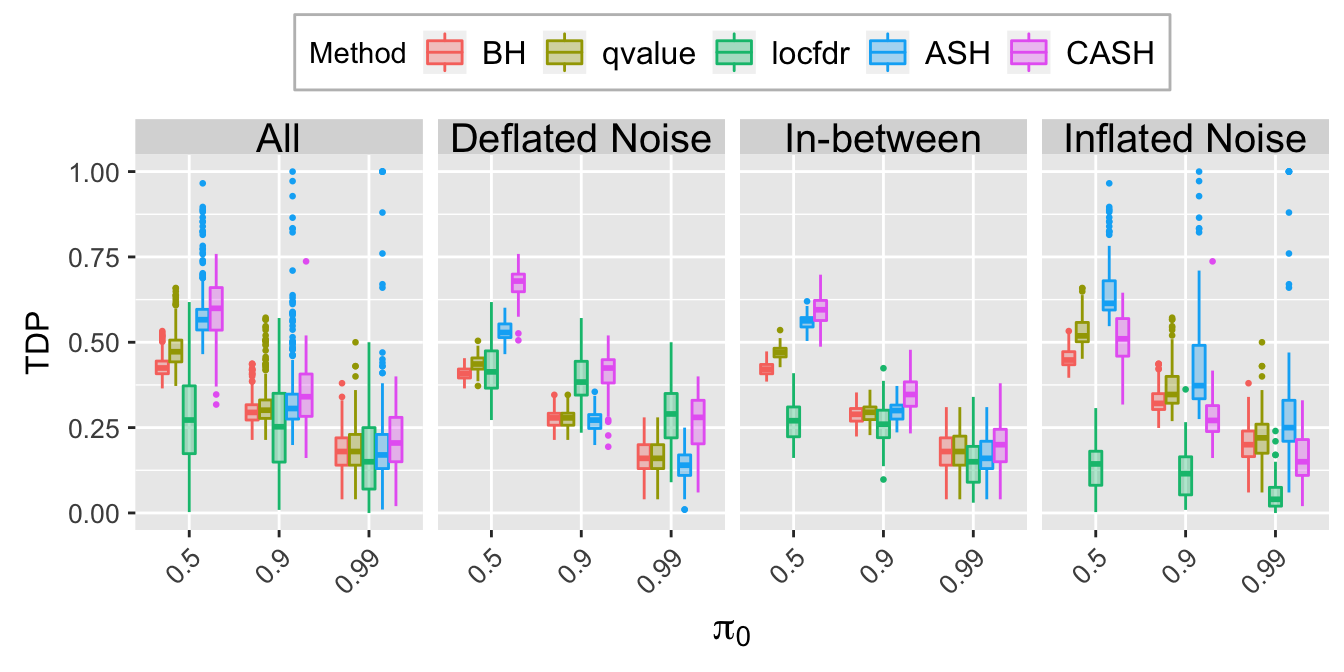 Method BH qvalue locfdr ASH CASH
All Deflated Noise In-between Inflated Noise
TDP
1.00
0.75
0.50
0.25
0.00
0.5 0.9 0.99 0.5 0.9 0.99 0.5 0.9 0.99 0.5 0.9 0.99
π₀